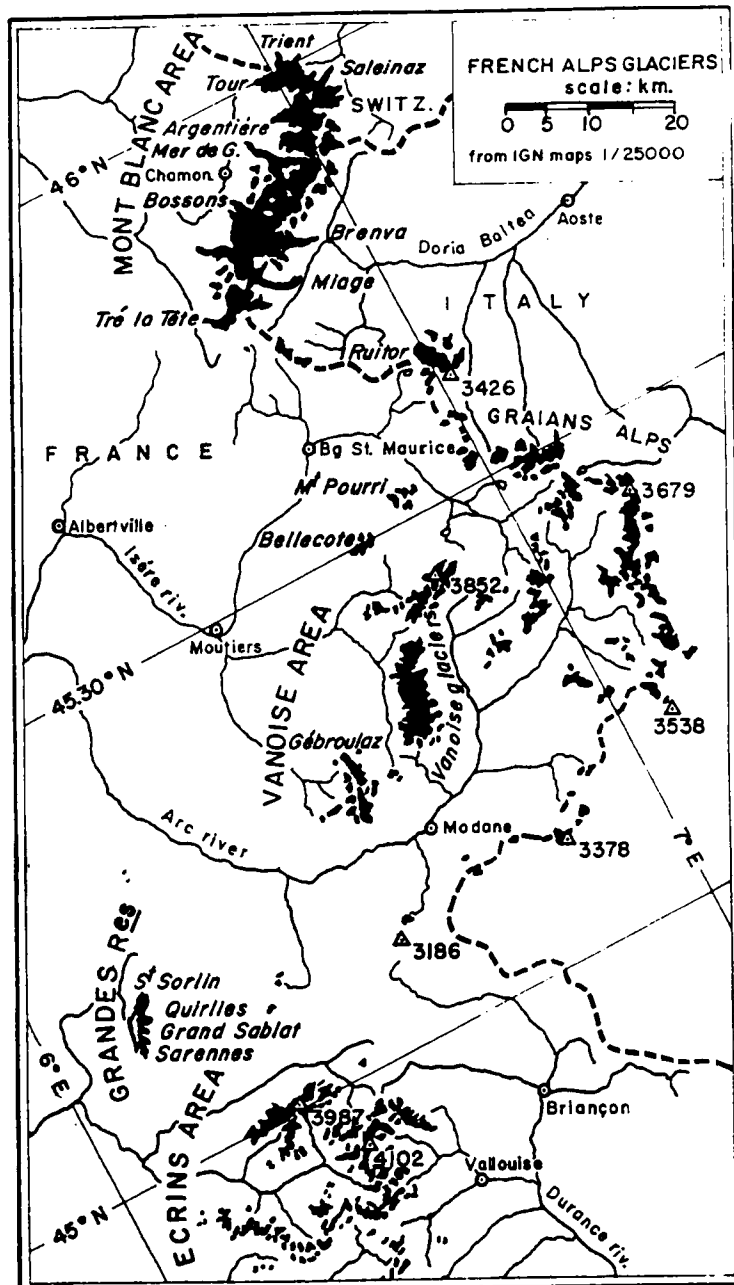 FRENCH ALPS GLACIERS
scale: km.
0 5 10 20
from IGN maps 1/25000
Trient
Tour
Saleinaz
SWITZ.
MONT BLANC AREA
Argentière
Mer de G.
Chamon.
46° N
Bossons
Brenva
Doria Baltea
Aoste
Miage
ITALY
Tré la Tête
Ruitor
3426
GRAIANS ALPS
FRANCE
Bg St. Maurice
Mt Pourri
3679
Albertville
Bellecote
Isére riv.
3852
Moutiers
VANOISE AREA
Vanoise glaciers
45.30° N
3538
Gébroulaz
Arc river
Modane
3378
7° E
3186
GRANDES Res
St Sorlin
Quirlies
Grand Sablat
Sarennes
6° E
ECRINS AREA
3987
Briançon
4102
Vallouise
45° N
Durance riv.